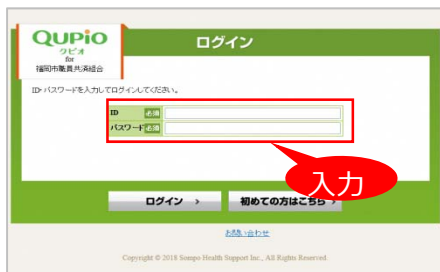 QUPiO
クピオ
for
福岡市職員共済組合
ログイン
ID・パスワードを入力してログインしてください。
ID 必須
パスワード 必須
入力
ログイン ›
初めての方はこちら ›
お問い合わせ
Copyright © 2018 Sompo Health Support Inc., All Rights Reserved.